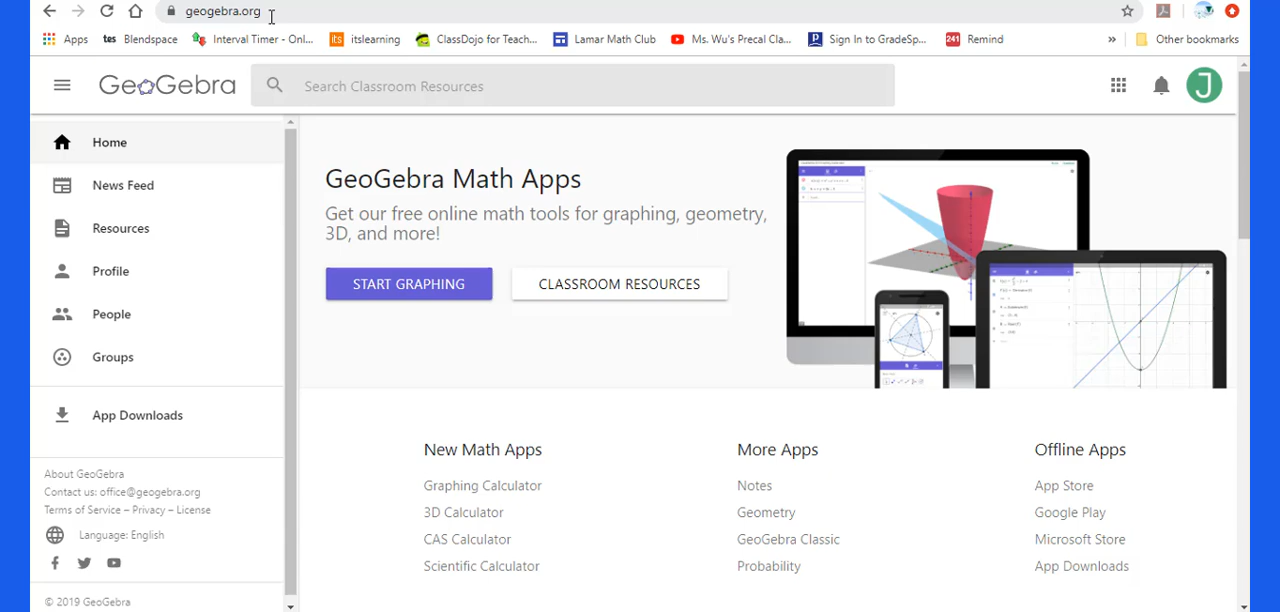 geogebra.org
Apps
tes Blendspace
Interval Timer - Onl...
its itslearning
ClassDojo for Teach...
Lamar Math Club
Ms. Wu's Precal Cla...
P Sign In to GradeSp...
241 Remind
»
Other bookmarks
GeoGebra
Search Classroom Resources
J
Home
News Feed
Resources
Profile
People
Groups
App Downloads
About GeoGebra
Contact us: office@geogebra.org
Terms of Service – Privacy – License
Language: English
© 2019 GeoGebra
GeoGebra Math Apps
Get our free online math tools for graphing, geometry,
3D, and more!
START GRAPHING
CLASSROOM RESOURCES
New Math Apps
Graphing Calculator
3D Calculator
CAS Calculator
Scientific Calculator
More Apps
Notes
Geometry
GeoGebra Classic
Probability
Offline Apps
App Store
Google Play
Microsoft Store
App Downloads